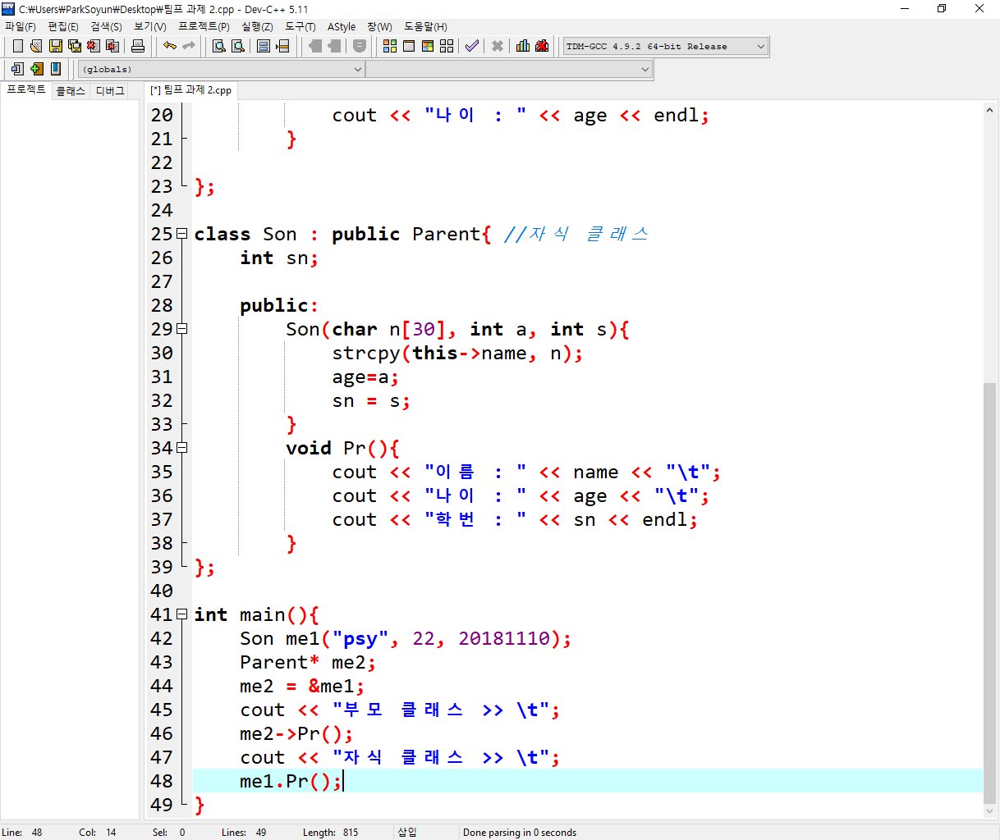 C:₩Users₩ParkSoyun₩Desktop₩팀프 과제 2.cpp - Dev-C++ 5.11
파일(F) 편집(E) 검색(S) 보기(V) 프로젝트(P) 실행(Z) 도구(T) AStyle 창(W) 도움말(H)
TDM-GCC 4.9.2 64-bit Release
(globals)
프로젝트 클래스 디버그 [*] 팀프 과제 2.cpp
20 cout << "나이 : " << age << endl;
21 }
22
23 };
24
25 class Son : public Parent{ //자식 클래스
26 int sn;
27
28 public:
29 Son(char n[30], int a, int s){
30 strcpy(this->name, n);
31 age=a;
32 sn = s;
33 }
34 void Pr(){
35 cout << "이름 : " << name << "\t";
36 cout << "나이 : " << age << "\t";
37 cout << "학번 : " << sn << endl;
38 }
39 };
40
41 int main(){
42 Son me1("psy", 22, 20181110);
43 Parent* me2;
44 me2 = &me1;
45 cout << "부모 클래스 >> \t";
46 me2->Pr();
47 cout << "자식 클래스 >> \t";
48 me1.Pr();
49 }
Line: 48 Col: 14 Sel: 0 Lines: 49 Length: 815 삽입 Done parsing in 0 seconds